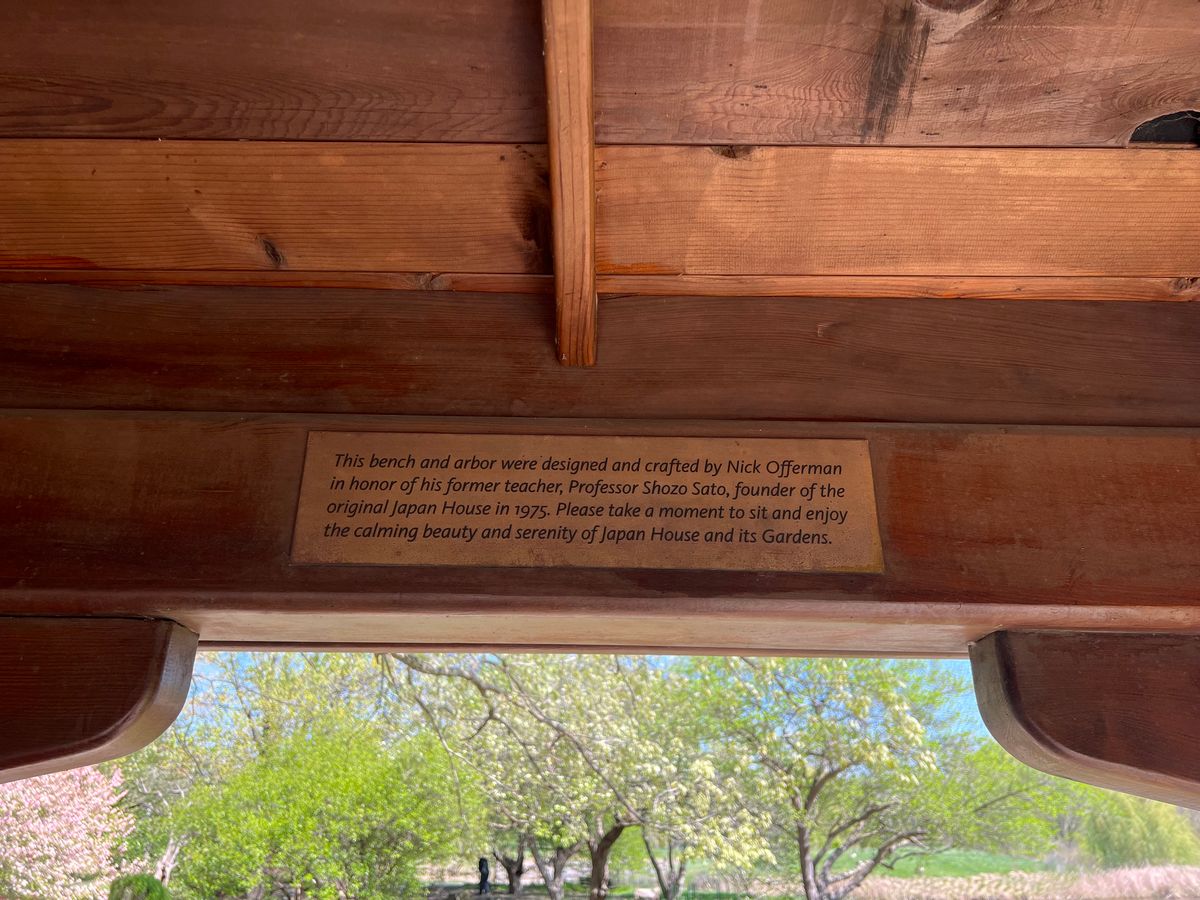 This bench and arbor were designed and crafted by Nick Offerman
in honor of his former teacher, Professor Shozo Sato, founder of the
original Japan House in 1975. Please take a moment to sit and enjoy
the calming beauty and serenity of Japan House and its Gardens.